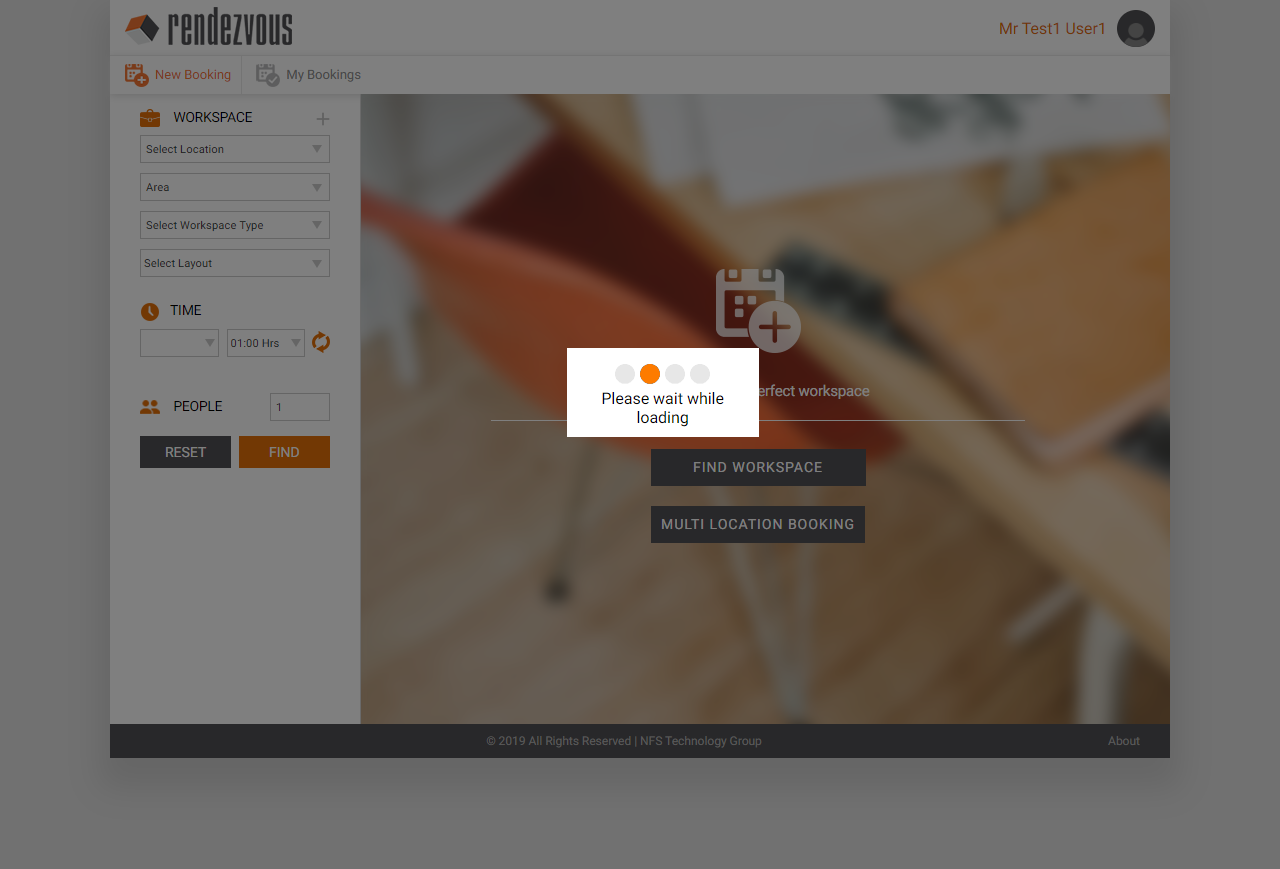 rendezvous
Mr Test1 User1
New Booking
My Bookings
WORKSPACE
Select Location
Area
Select Workspace Type
Select Layout
TIME
01:00 Hrs
PEOPLE
1
RESET
FIND
workspace
Please wait while
loading
FIND WORKSPACE
MULTI LOCATION BOOKING
© 2019 All Rights Reserved | NFS Technology Group
About